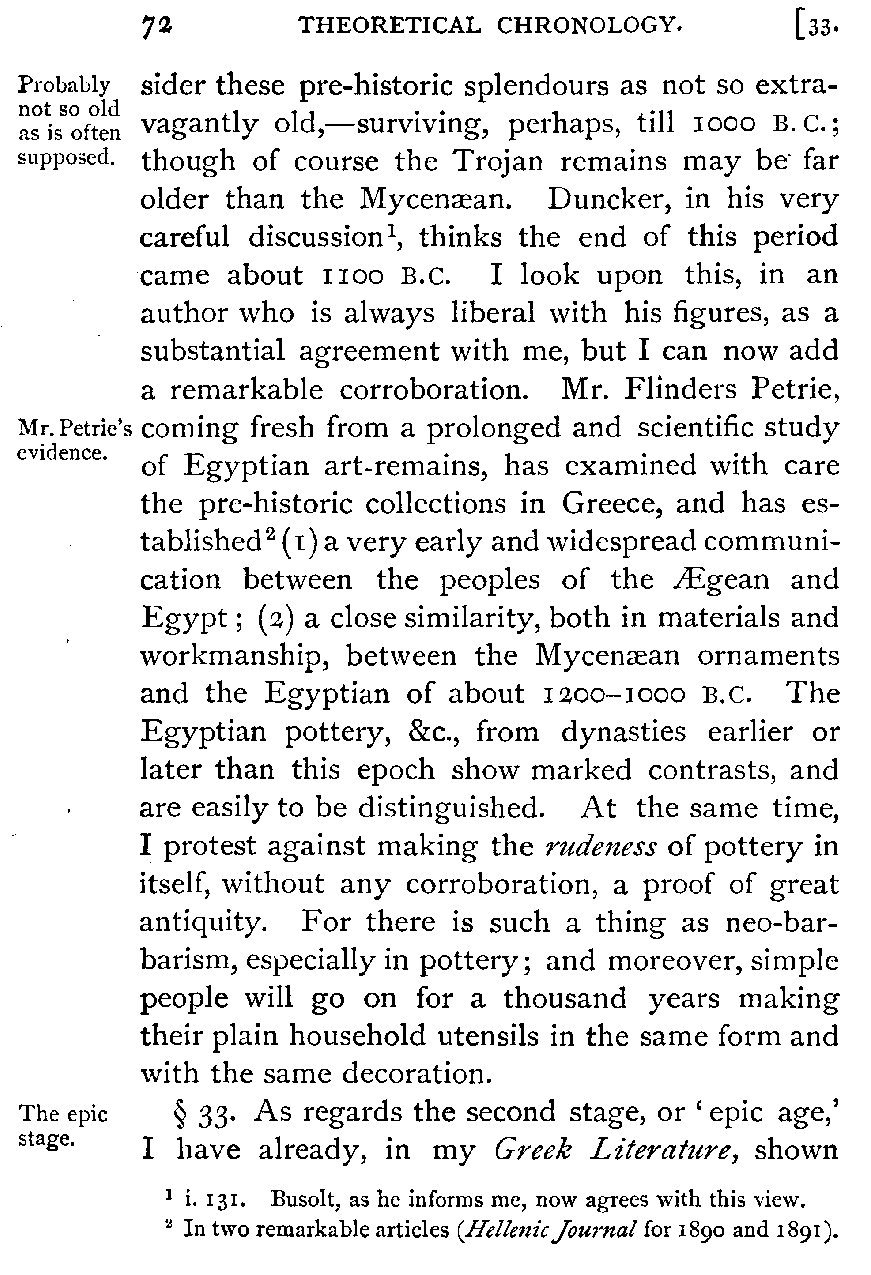 72 THEORETICAL CHRONOLOGY. [33.
Probably
not so old
as is often
supposed.
sider these pre-historic splendours as not so extra-
vagantly old,—surviving, perhaps, till 1000 B.C.;
though of course the Trojan remains may be far
older than the Mycenæan. Duncker, in his very
careful discussion¹, thinks the end of this period
came about 1100 B.C. I look upon this, in an
author who is always liberal with his figures, as a
substantial agreement with me, but I can now add
a remarkable corroboration. Mr. Flinders Petrie,
Mr. Petrie's
evidence.
coming fresh from a prolonged and scientific study
of Egyptian art-remains, has examined with care
the pre-historic collections in Greece, and has es-
tablished² (1) a very early and widespread communi-
cation between the peoples of the Ægean and
Egypt; (2) a close similarity, both in materials and
workmanship, between the Mycenæan ornaments
and the Egyptian of about 1200–1000 B.C. The
Egyptian pottery, &c., from dynasties earlier or
later than this epoch show marked contrasts, and
are easily to be distinguished. At the same time,
I protest against making the rudeness of pottery in
itself, without any corroboration, a proof of great
antiquity. For there is such a thing as neo-bar-
barism, especially in pottery; and moreover, simple
people will go on for a thousand years making
their plain household utensils in the same form and
with the same decoration.
The epic
stage.
§ 33. As regards the second stage, or 'epic age,'
I have already, in my Greek Literature, shown
¹ i. 131. Busolt, as he informs me, now agrees with this view.
² In two remarkable articles (Hellenic Journal for 1890 and 1891).